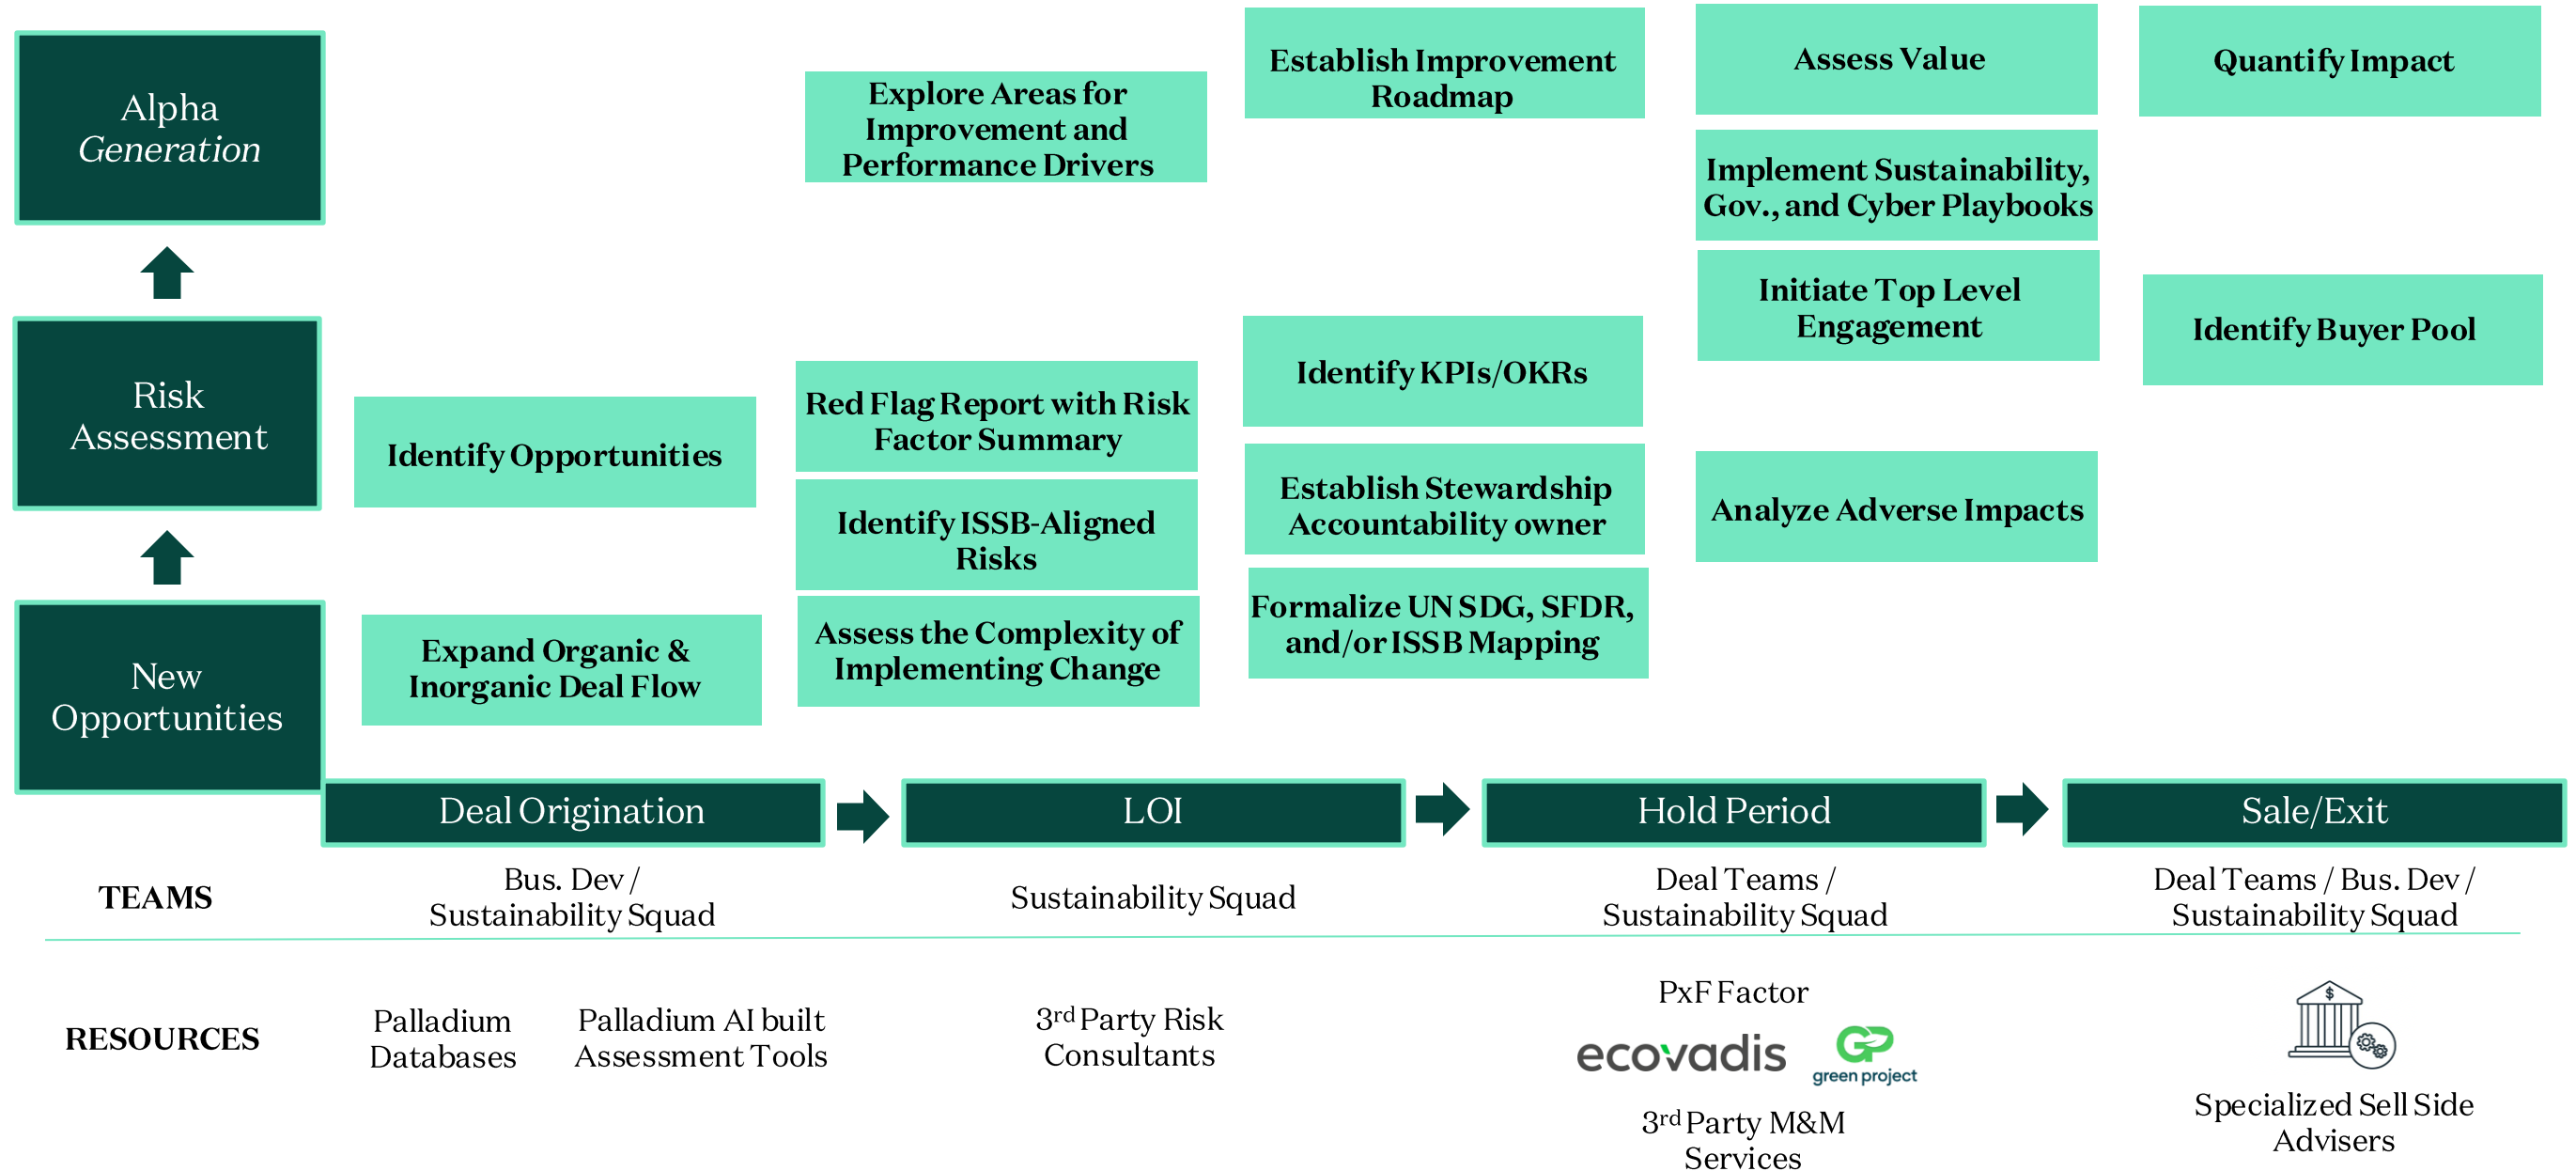 Alpha
Generation
Risk
Assessment
New
Opportunities
Identify Opportunities
Expand Organic &
Inorganic Deal Flow
Explore Areas for
Improvement and
Performance Drivers
Red Flag Report with Risk
Factor Summary
Identify ISSB-Aligned
Risks
Assess the Complexity of
Implementing Change
Establish Improvement
Roadmap
Identify KPIs/OKRs
Establish Stewardship
Accountability owner
Formalize UN SDG, SFDR,
and/or ISSB Mapping
Assess Value
Implement Sustainability,
Gov., and Cyber Playbooks
Initiate Top Level
Engagement
Analyze Adverse Impacts
Quantify Impact
Identify Buyer Pool
Deal Origination
LOI
Hold Period
Sale/Exit
TEAMS
Bus. Dev /
Sustainability Squad
Sustainability Squad
Deal Teams /
Sustainability Squad
Deal Teams / Bus. Dev /
Sustainability Squad
RESOURCES
Palladium
Databases
Palladium AI built
Assessment Tools
3rd Party Risk
Consultants
PxF Factor
ecovadis
GP
green project
3rd Party M&M
Services
$
Specialized Sell Side
Advisers